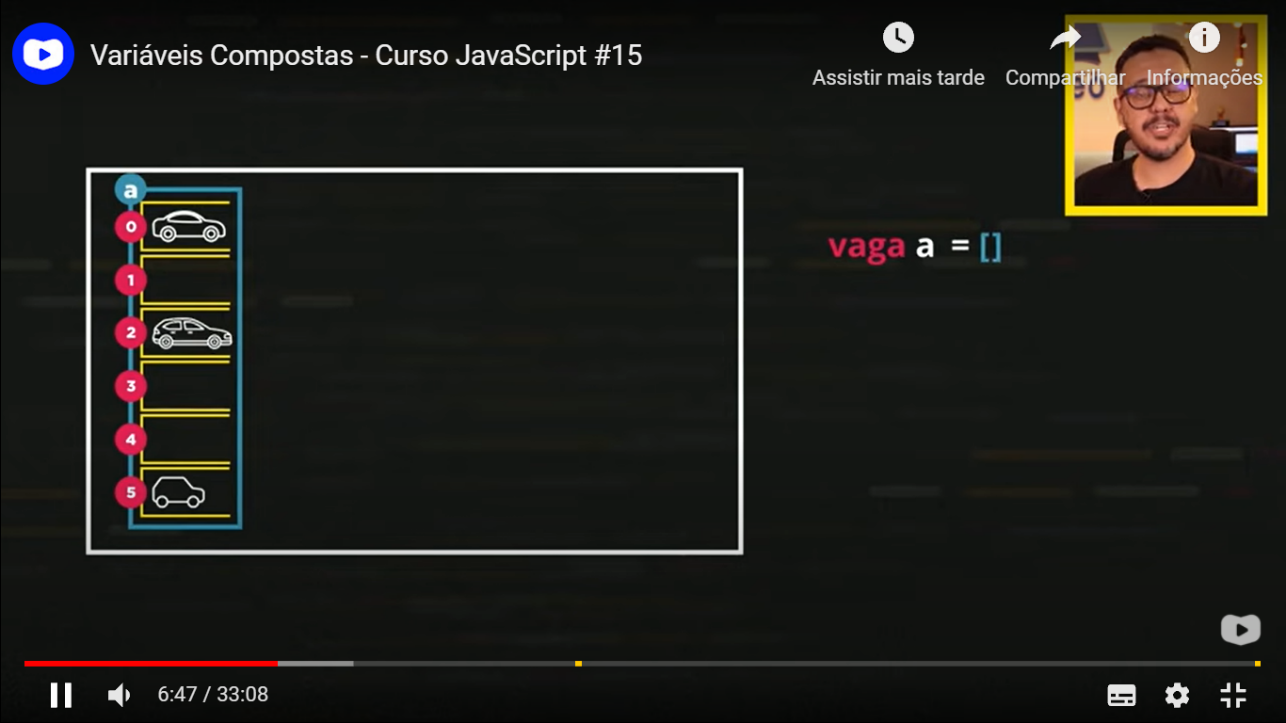 Variáveis Compostas - Curso JavaScript #15
Assistir mais tarde
Compartilhar
Informações
a
0
1
2
3
4
5
vaga a = []
6:47 / 33:08